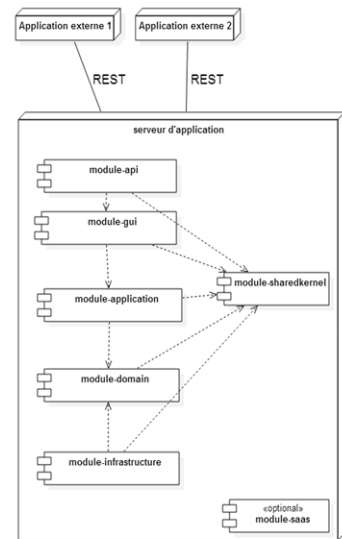 Application externe 1
Application externe 2
REST
REST
serveur d'application
module-api
module-gui
module-sharedkernel
module-application
module-domain
module-infrastructure
«optional»
module-saas